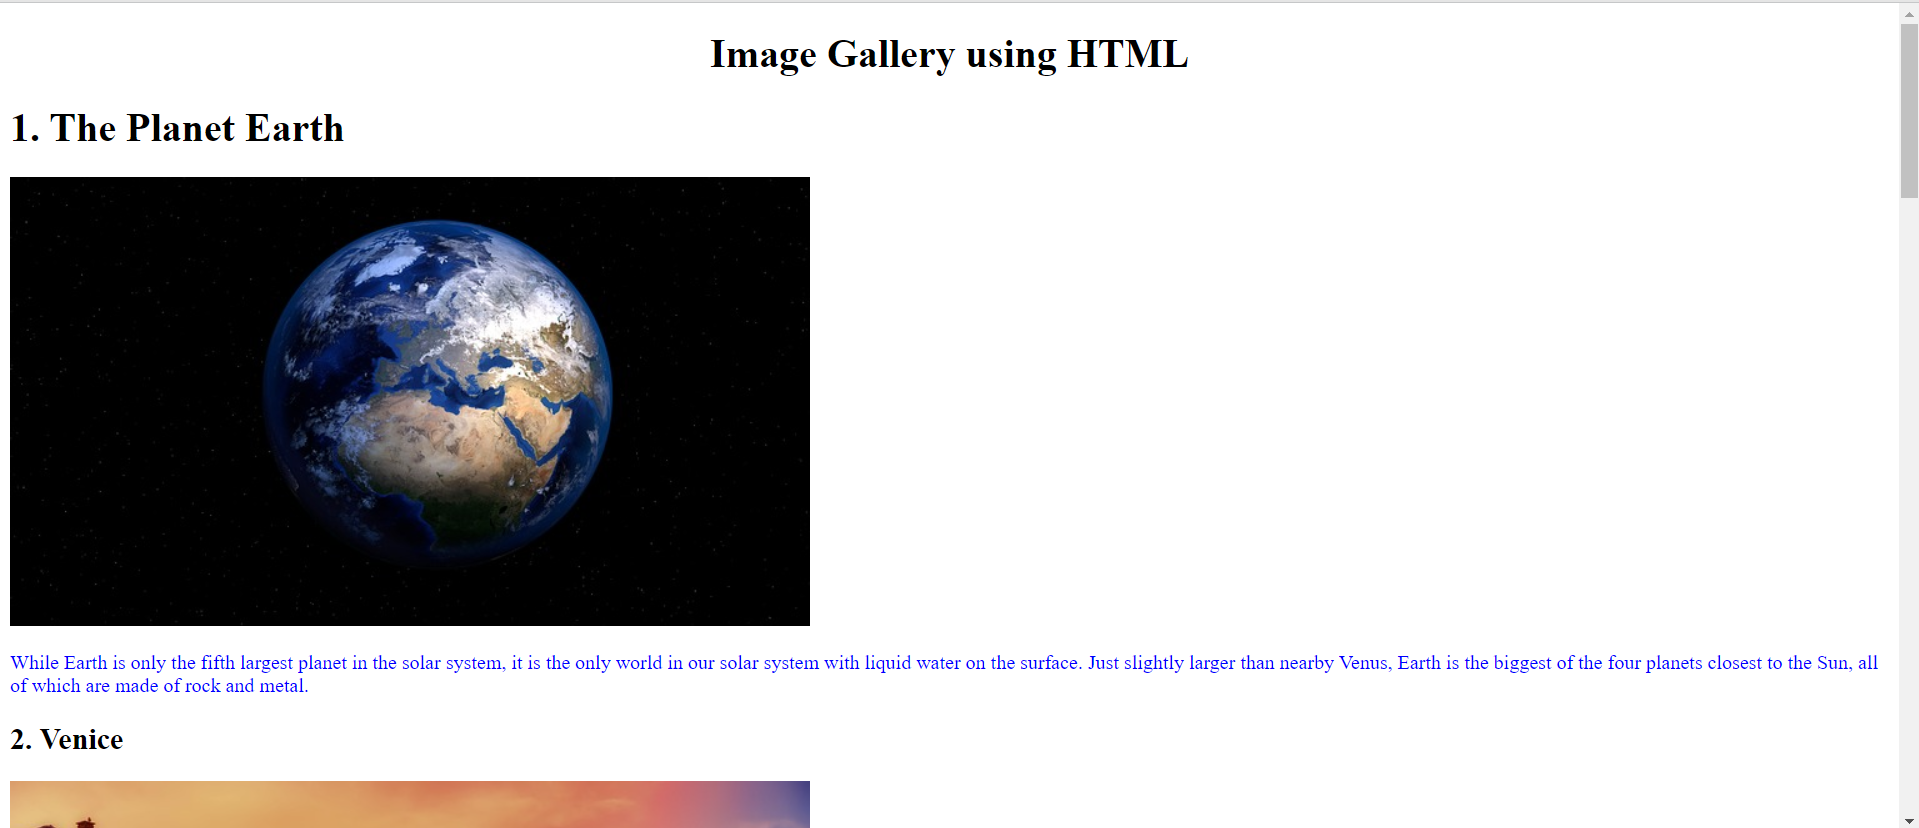 Image Gallery using HTML
1. The Planet Earth
While Earth is only the fifth largest planet in the solar system, it is the only world in our solar system with liquid water on the surface. Just slightly larger than nearby Venus, Earth is the biggest of the four planets closest to the Sun, all
of which are made of rock and metal.
2. Venice